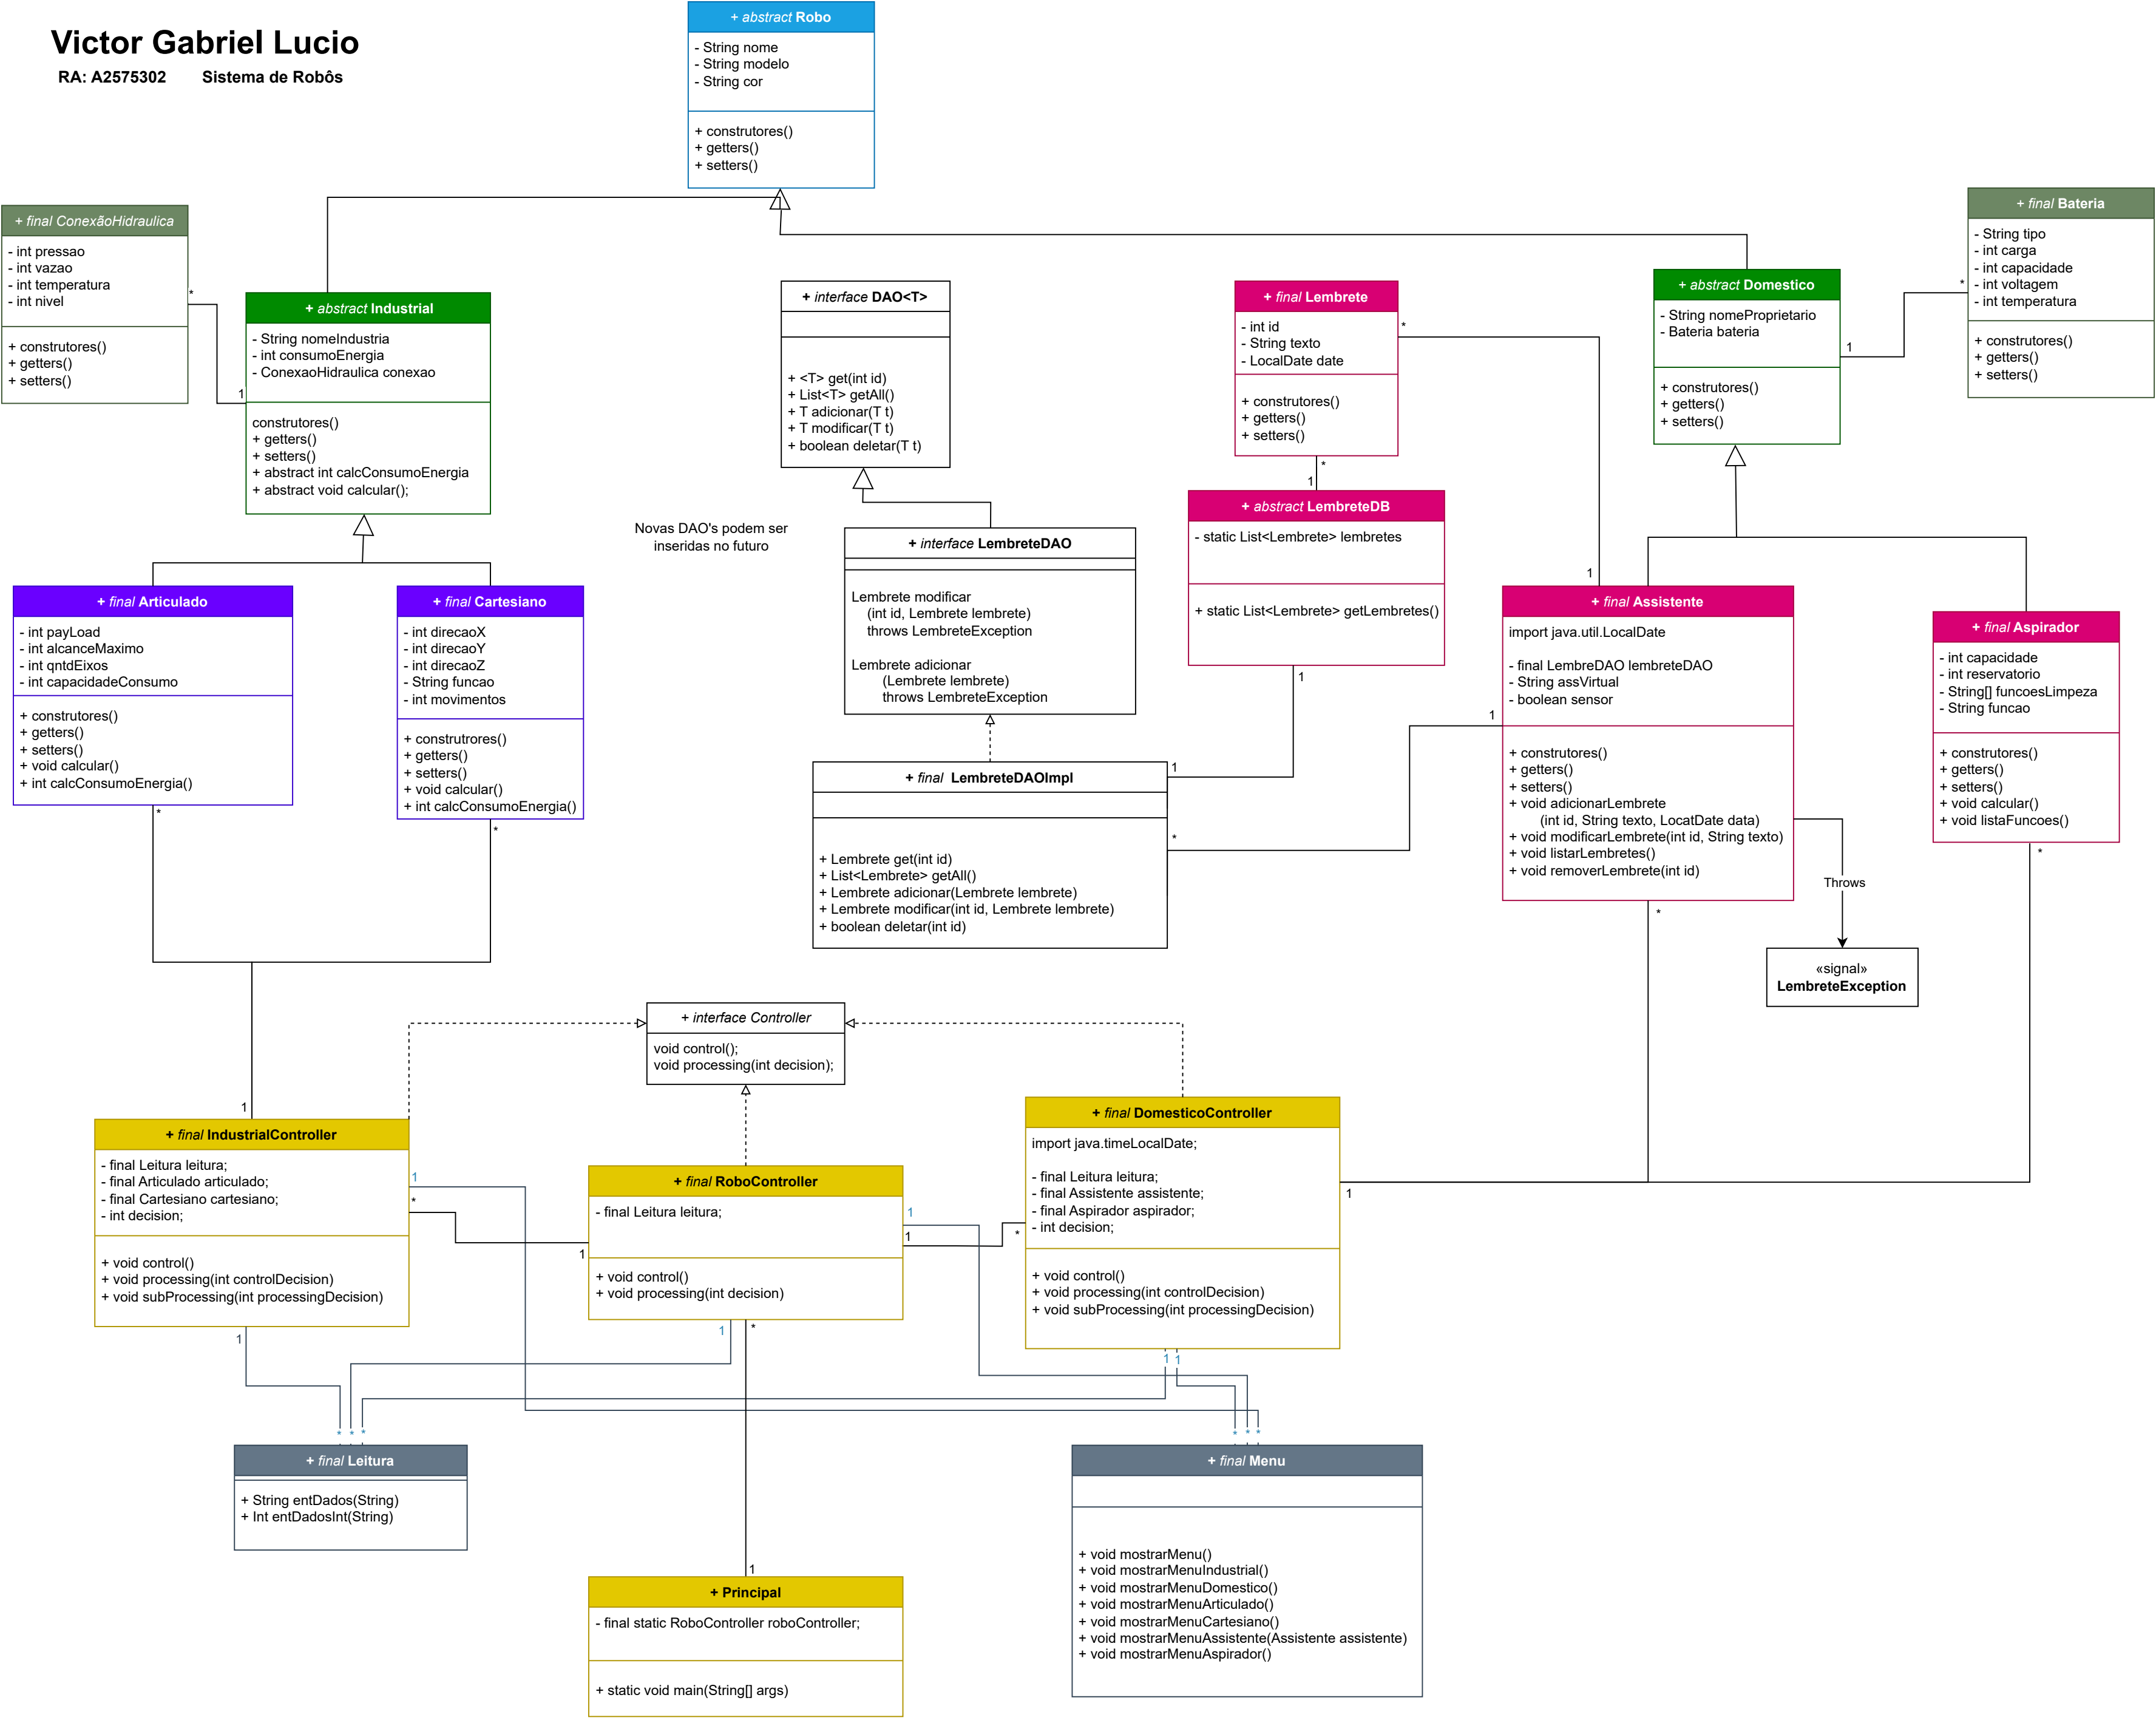 Victor Gabriel Lucio
RA: A2575302 Sistema de Robôs
+ abstract Robo
- String nome
- String modelo
- String cor
+ construtores()
+ getters()
+ setters()
+ final ConexãoHidraulica
- int pressao
- int vazao
- int temperatura
- int nivel
+ construtores()
+ getters()
+ setters()
*
1
+ abstract Industrial
- String nomeIndustria
- int consumoEnergia
- ConexaoHidraulica conexao
construtores()
+ getters()
+ setters()
+ abstract int calcConsumoEnergia
+ abstract void calcular();
+ interface DAO<T>
+ <T> get(int id)
+ List<T> getAll()
+ T adicionar(T t)
+ T modificar(T t)
+ boolean deletar(T t)
+ final Lembrete
- int id
- String texto
- LocalDate date
+ construtores()
+ getters()
+ setters()
*
*
1
+ abstract Domestico
- String nomeProprietario
- Bateria bateria
+ construtores()
+ getters()
+ setters()
1
*
+ final Bateria
- String tipo
- int carga
- int capacidade
- int voltagem
- int temperatura
+ construtores()
+ getters()
+ setters()
Novas DAO's podem ser
inseridas no futuro
+ interface LembreteDAO
Lembrete modificar
(int id, Lembrete lembrete)
throws LembreteException
Lembrete adicionar
(Lembrete lembrete)
throws LembreteException
+ abstract LembreteDB
- static List<Lembrete> lembretes
+ static List<Lembrete> getLembretes()
1
1
+ final Articulado
- int payLoad
- int alcanceMaximo
- int qntdEixos
- int capacidadeConsumo
+ construtores()
+ getters()
+ setters()
+ void calcular()
+ int calcConsumoEnergia()
*
+ final Cartesiano
- int direcaoX
- int direcaoY
- int direcaoZ
- String funcao
- int movimentos
+ construtrores()
+ getters()
+ setters()
+ void calcular()
+ int calcConsumoEnergia()
*
+ final LembreteDAOImpl
+ Lembrete get(int id)
+ List<Lembrete> getAll()
+ Lembrete adicionar(Lembrete lembrete)
+ Lembrete modificar(int id, Lembrete lembrete)
+ boolean deletar(int id)
1
*
1
+ final Assistente
import java.util.LocalDate
- final LembreDAO lembreteDAO
- String assVirtual
- boolean sensor
+ construtores()
+ getters()
+ setters()
+ void adicionarLembrete
(int id, String texto, LocatDate data)
+ void modificarLembrete(int id, String texto)
+ void listarLembretes()
+ void removerLembrete(int id)
*
+ final Aspirador
- int capacidade
- int reservatorio
- String[] funcoesLimpeza
- String funcao
+ construtores()
+ getters()
+ setters()
+ void calcular()
+ void listaFuncoes()
*
Throws
«signal»
LembreteException
+ interface Controller
void control();
void processing(int decision);
1
+ final IndustrialController
- final Leitura leitura;
- final Articulado articulado;
- final Cartesiano cartesiano;
- int decision;
+ void control()
+ void processing(int controlDecision)
+ void subProcessing(int processingDecision)
1
*
1
1
+ final RoboController
- final Leitura leitura;
+ void control()
+ void processing(int decision)
1
1
*
1
*
+ final DomesticoController
import java.timeLocalDate;
- final Leitura leitura;
- final Assistente assistente;
- final Aspirador aspirador;
- int decision;
+ void control()
+ void processing(int controlDecision)
+ void subProcessing(int processingDecision)
1
1 1
* * *
* * *
+ final Leitura
+ String entDados(String)
+ Int entDadosInt(String)
+ final Menu
+ void mostrarMenu()
+ void mostrarMenuIndustrial()
+ void mostrarMenuDomestico()
+ void mostrarMenuArticulado()
+ void mostrarMenuCartesiano()
+ void mostrarMenuAssistente(Assistente assistente)
+ void mostrarMenuAspirador()
1
+ Principal
- final static RoboController roboController;
+ static void main(String[] args)